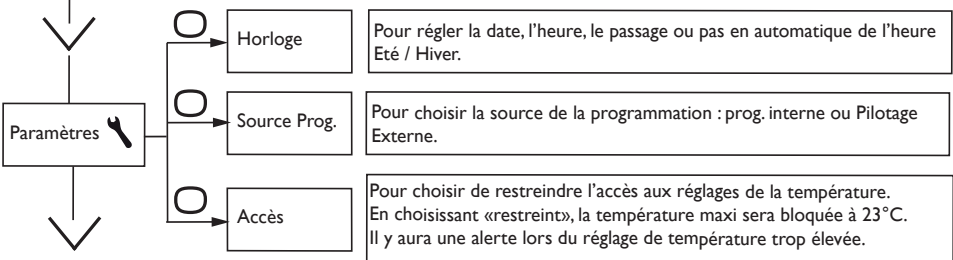 Horloge
Pour régler la date, l'heure, le passage ou pas en automatique de l'heure
Eté / Hiver.
Paramètres
Source Prog.
Pour choisir la source de la programmation : prog. interne ou Pilotage
Externe.
Accès
Pour choisir de restreindre l'accès aux réglages de la température.
En choisissant «restreint», la température maxi sera bloquée à 23°C.
Il y aura une alerte lors du réglage de température trop élevée.